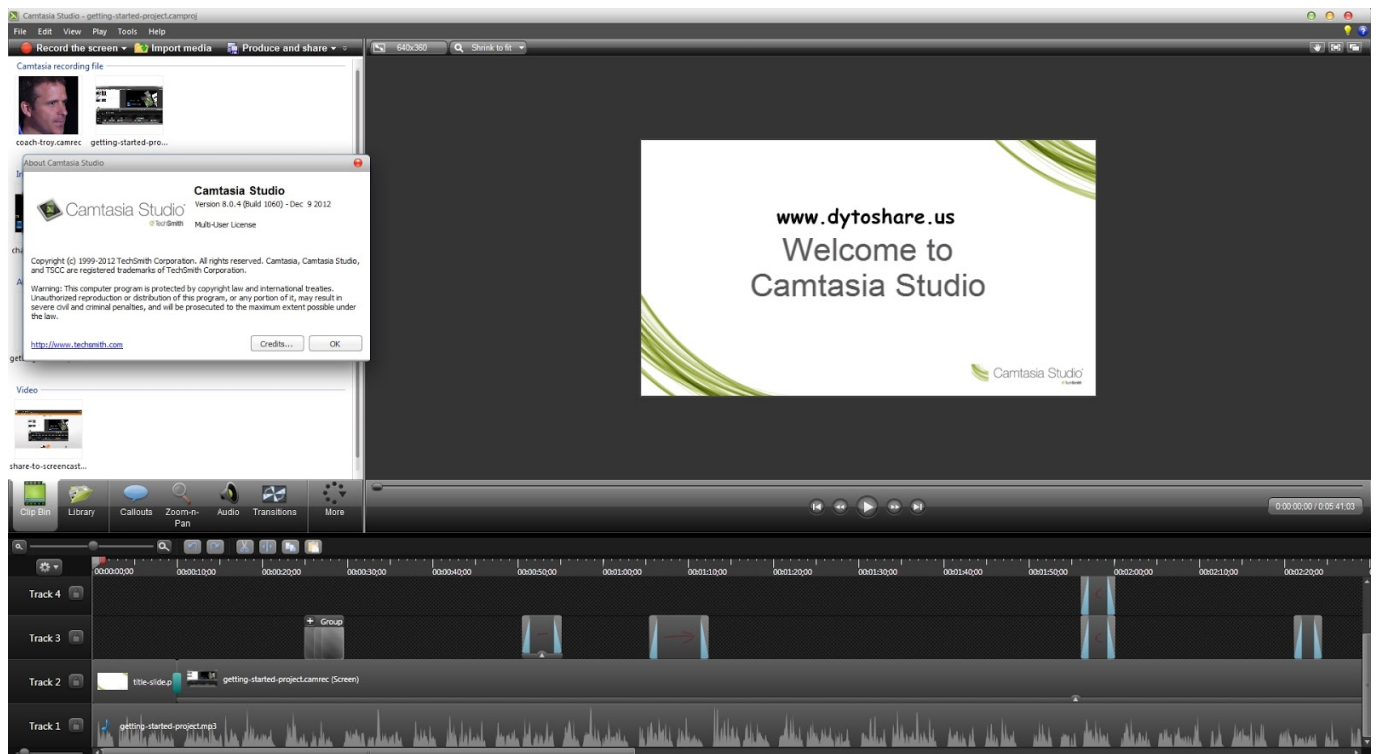 Camtasia Studio - getting-started-project.camproj
File Edit View Play Tools Help
Record the screen Import media Produce and share
640x360 Shrink to fit
Camtasia recording file
coach-troy.camrec getting-started-pro...
About Camtasia Studio
Camtasia Studio
TechSmith
Camtasia Studio
Version 8.0.4 (Build 1060) - Dec 9 2012
Multi-User License
Copyright (c) 1999-2012 TechSmith Corporation. All rights reserved. Camtasia, Camtasia Studio,
and TSCC are registered trademarks of TechSmith Corporation.
Warning: This computer program is protected by copyright law and international treaties.
Unauthorized reproduction or distribution of this program, or any portion of it, may result in
severe civil and criminal penalties, and will be prosecuted to the maximum extent possible under
the law.
http://www.techsmith.com
Credits... OK
Video
share-to-screencast...
www.dytoshare.us
Welcome to
Camtasia Studio
Camtasia Studio
TechSmith
Clip Bin Library Callouts Zoom-n-Pan Audio Transitions More
0:00:00;00 / 0:05:41;03
00:00:00;00 00:00:10;00 00:00:20;00 00:00:30;00 00:00:40;00 00:00:50;00 00:01:00;00 00:01:10;00 00:01:20;00 00:01:30;00 00:01:40;00 00:01:50;00 00:02:00;00 00:02:10;00 00:02:20;00
Track 4
+ Group
Track 3
Track 2 title-slide.p getting-started-project.camrec (Screen)
Track 1 getting-started-project.mp3